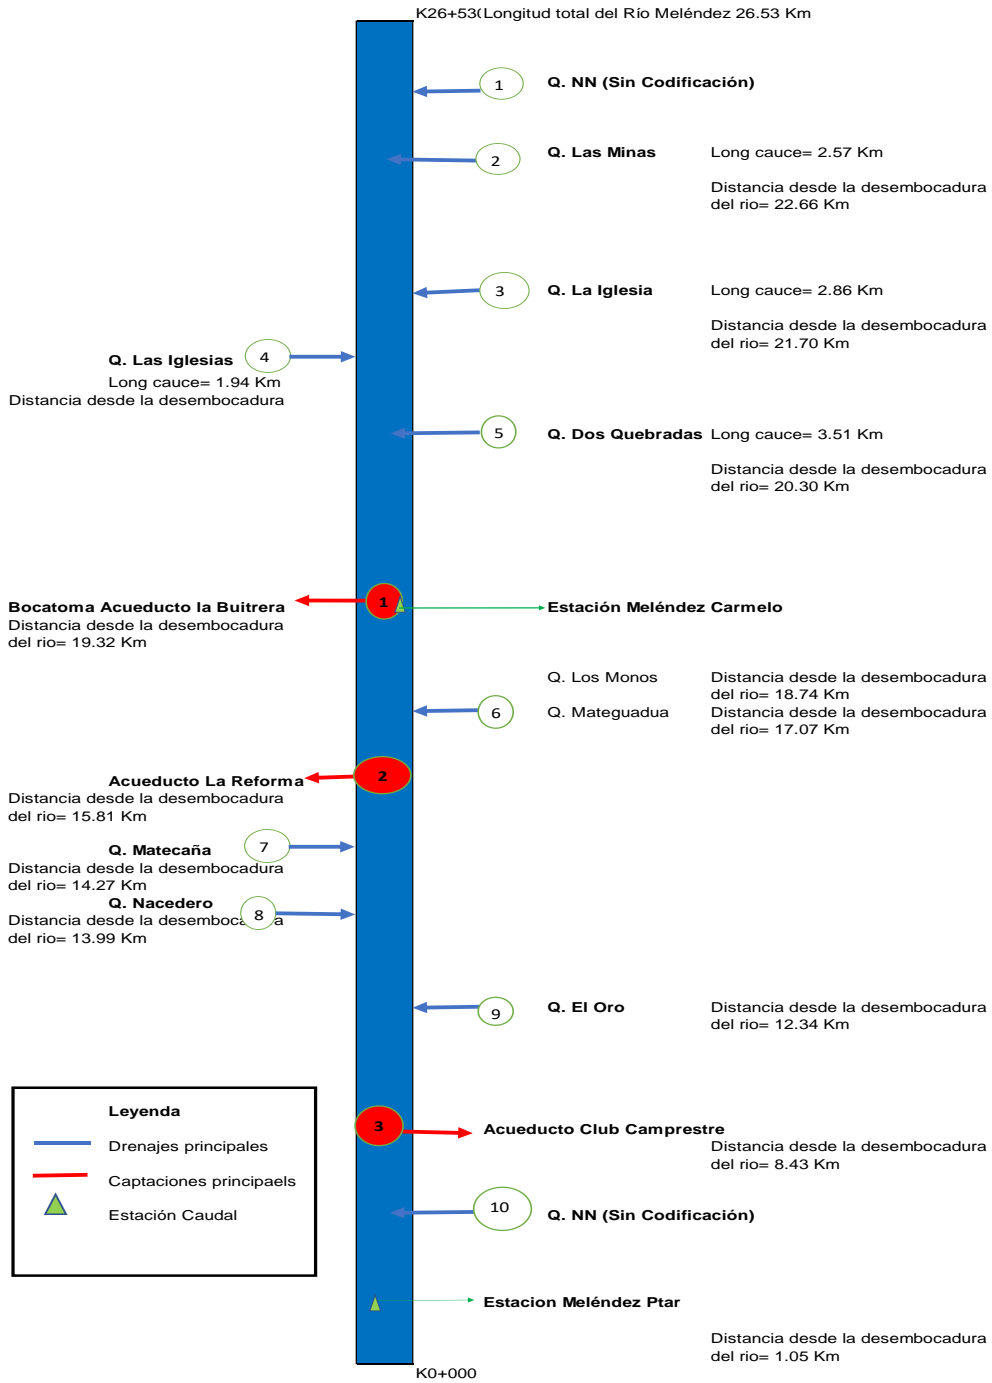 K26+53(Longitud total del Río Meléndez 26.53 Km
1 Q. NN (Sin Codificación)
2 Q. Las Minas Long cauce= 2.57 Km
Distancia desde la desembocadura
del rio= 22.66 Km
3 Q. La Iglesia Long cauce= 2.86 Km
Distancia desde la desembocadura
del rio= 21.70 Km
Q. Las Iglesias 4
Long cauce= 1.94 Km
Distancia desde la desembocadura
5 Q. Dos Quebradas Long cauce= 3.51 Km
Distancia desde la desembocadura
del rio= 20.30 Km
Bocatoma Acueducto la Buitrera 1 Estación Meléndez Carmelo
Distancia desde la desembocadura
del rio= 19.32 Km
Q. Los Monos Distancia desde la desembocadura
del rio= 18.74 Km
6 Q. Mateguadua Distancia desde la desembocadura
del rio= 17.07 Km
Acueducto La Reforma 2
Distancia desde la desembocadura
del rio= 15.81 Km
Q. Matecaña 7
Distancia desde la desembocadura
del rio= 14.27 Km
Q. Nacedero 8
Distancia desde la desembocadura
del rio= 13.99 Km
9 Q. El Oro Distancia desde la desembocadura
del rio= 12.34 Km
3 Acueducto Club Camprestre
Distancia desde la desembocadura
del rio= 8.43 Km
Leyenda
Drenajes principales
Captaciones principaels
Estación Caudal
10 Q. NN (Sin Codificación)
Estacion Meléndez Ptar
Distancia desde la desembocadura
del rio= 1.05 Km
K0+000